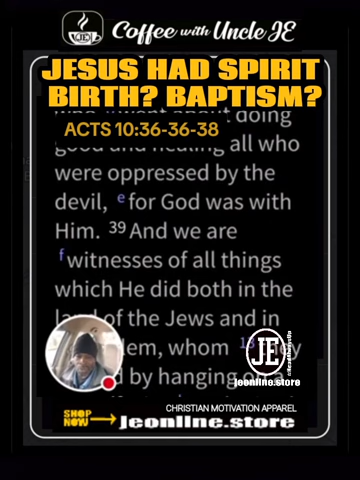 JE
Coffee with Uncle JE
JESUS HAD SPIRIT
BIRTH? BAPTISM?
ACTS 10:36-36-38
about doing
good and healing all who
were oppressed by the
devil, e for God was with
Him. 39 And we are
f witnesses of all things
which He did both in the
of the Jews and in
whom
by hanging
JE
jeonline.store
CHRISTIAN MOTIVATION APPAREL
SHOP
NOW
Jeonline.store